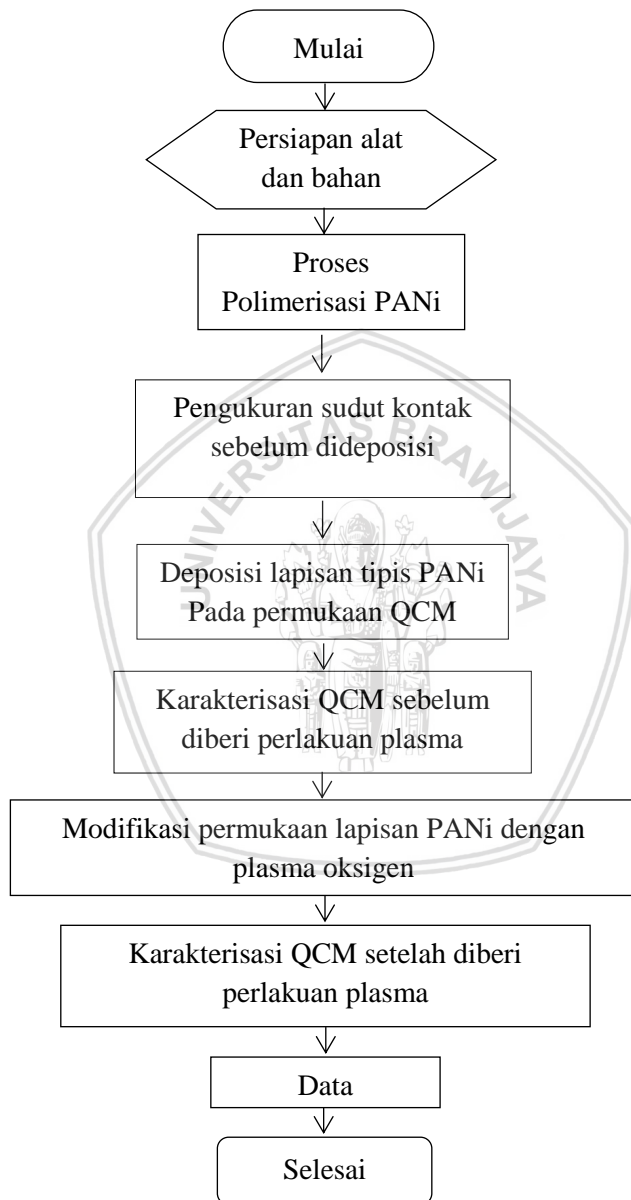 Mulai
Persiapan alat
dan bahan
Proses
Polimerisasi PANi
Pengukuran sudut kontak
sebelum dideposisi
UNIVERSITAS BRAWIJAYA
Deposisi lapisan tipis PANi
Pada permukaan QCM
Karakterisasi QCM sebelum
diberi perlakuan plasma
Modifikasi permukaan lapisan PANi dengan
plasma oksigen
Karakterisasi QCM setelah diberi
perlakuan plasma
Data
Selesai